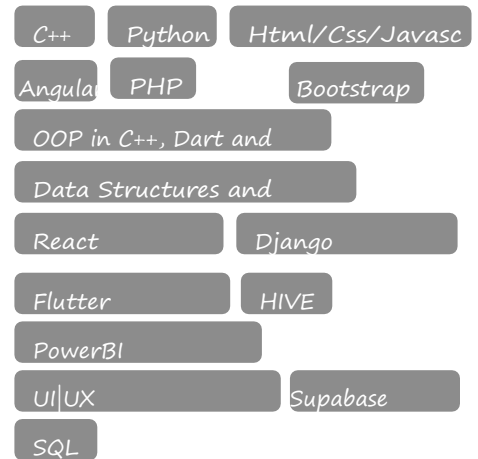 C++ Python Html/Css/Javasc
Angular PHP Bootstrap
OOP in C++, Dart and
Data Structures and
React Django
Flutter HIVE
PowerBI
UI|UX Supabase
SQL